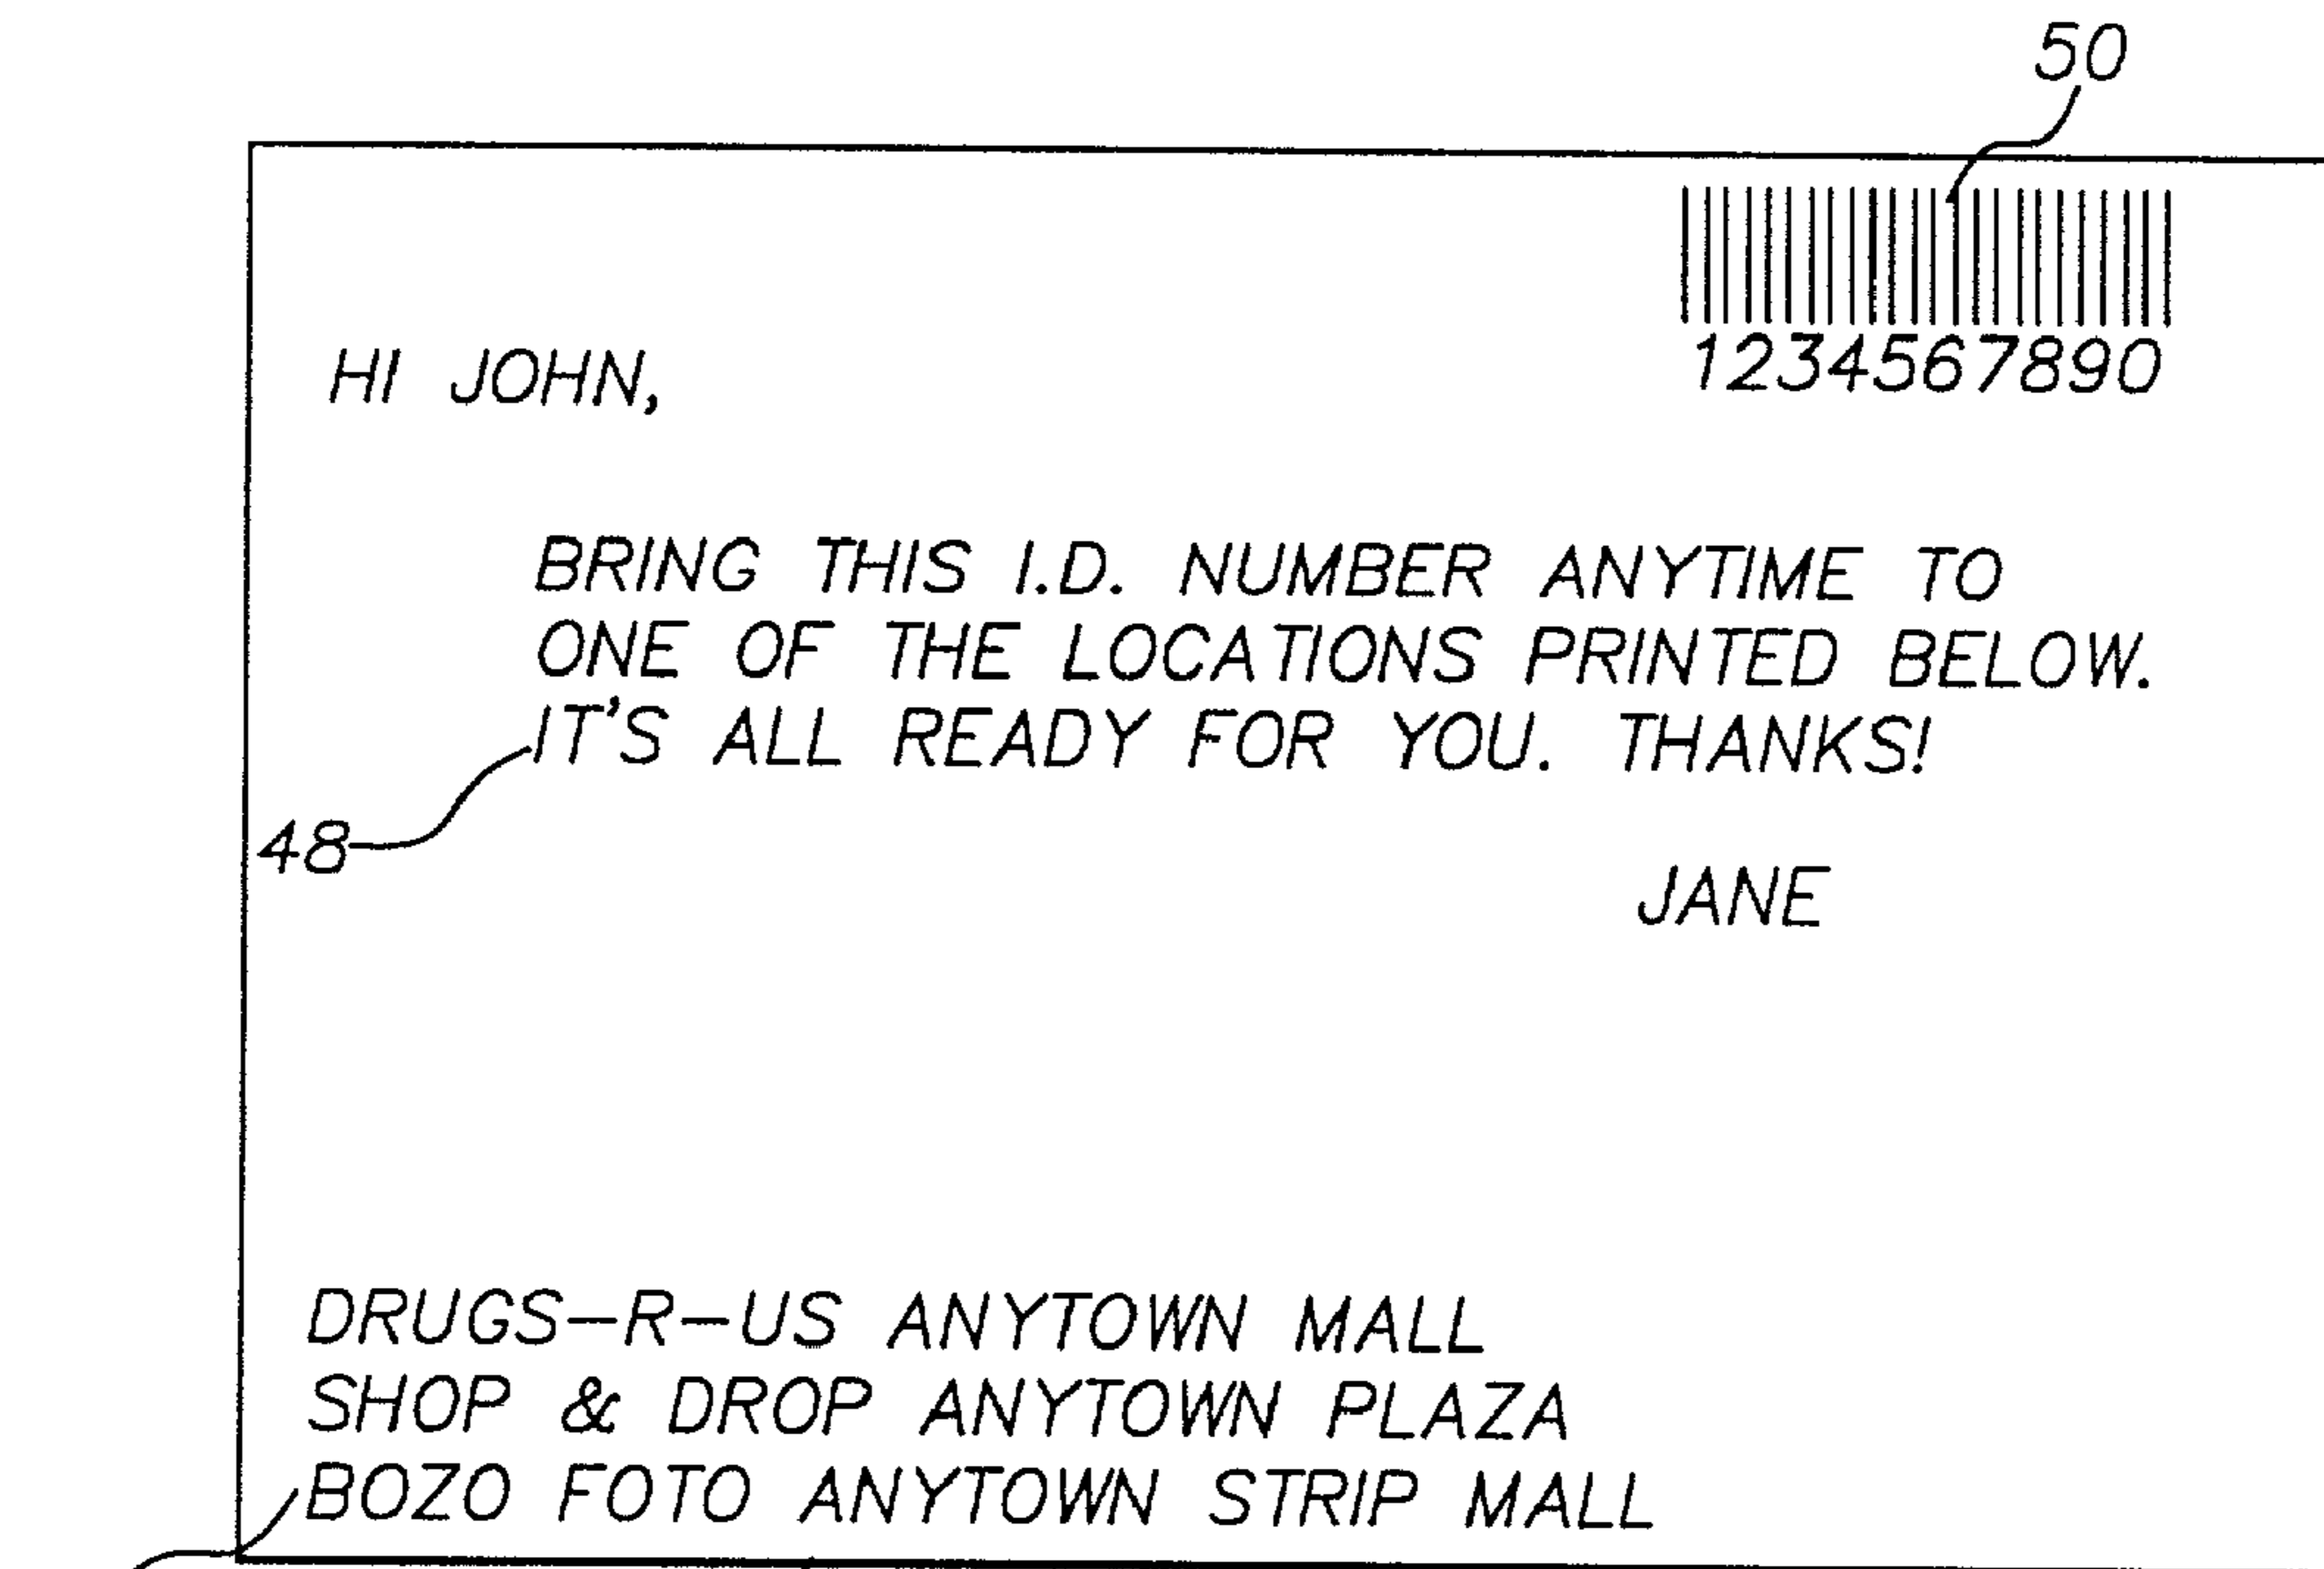 50
1234567890
HI JOHN,
BRING THIS I.D. NUMBER ANYTIME TO
ONE OF THE LOCATIONS PRINTED BELOW.
IT'S ALL READY FOR YOU. THANKS!
48
JANE
DRUGS-R-US ANYTOWN MALL
SHOP & DROP ANYTOWN PLAZA
BOZO FOTO ANYTOWN STRIP MALL